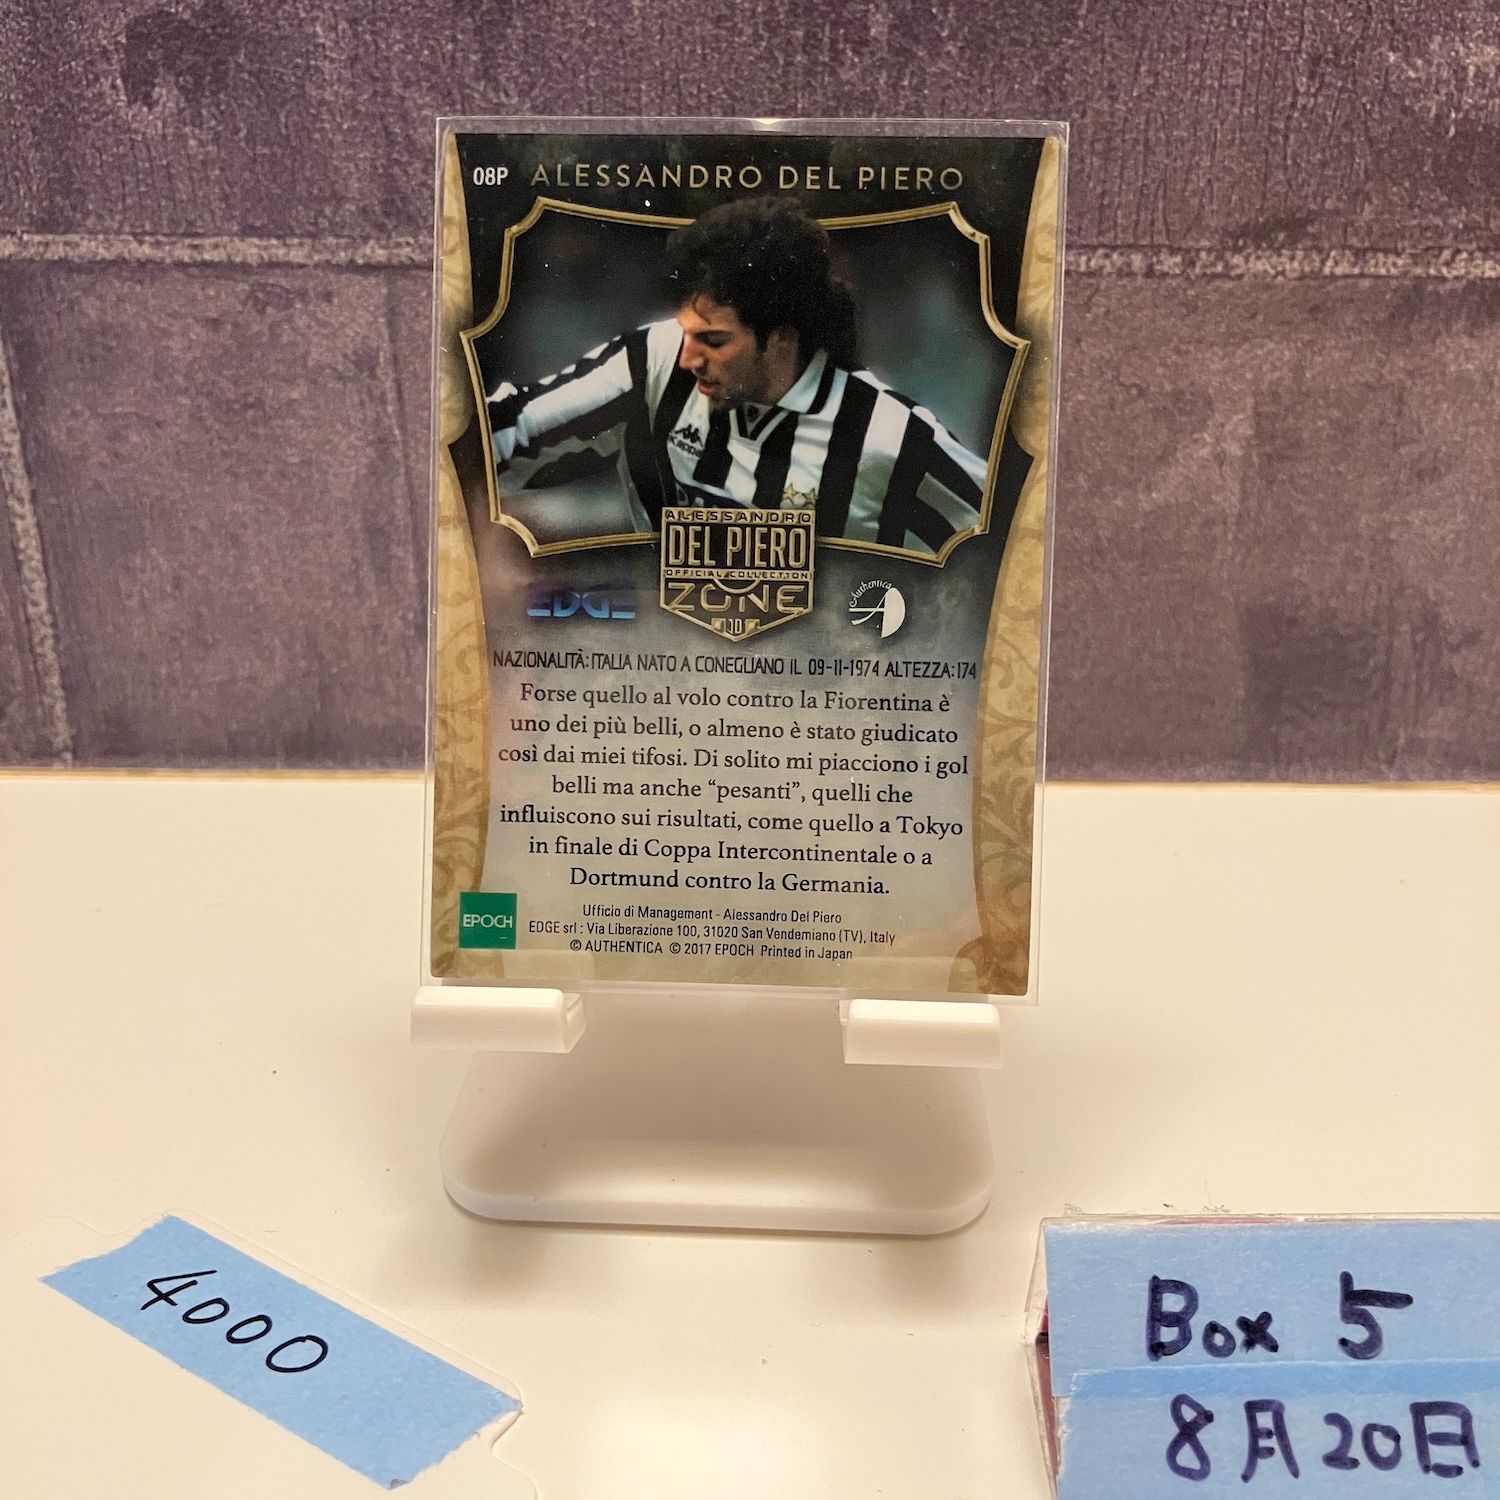 08P ALESSANDRO DEL PIERO
Kappa
ALESSANDRO
DEL PIERO
OFFICIAL COLLECTION
ZONE
10
EDGE
Authentica
A
NAZIONALITÀ: ITALIA NATO A CONEGLIANO IL 09-11-1974 ALTEZZA: 174
Forse quello al volo contro la Fiorentina è
uno dei più belli, o almeno è stato giudicato
così dai miei tifosi. Di solito mi piacciono i gol
belli ma anche “pesanti”, quelli che
influiscono sui risultati, come quello a Tokyo
in finale di Coppa Intercontinentale o a
Dortmund contro la Germania.
EPOCH
Ufficio di Management - Alessandro Del Piero
EDGE srl : Via Liberazione 100, 31020 San Vendemiano (TV), Italy
© AUTHENTICA © 2017 EPOCH Printed in Japan
4000
Box 5
8月20日